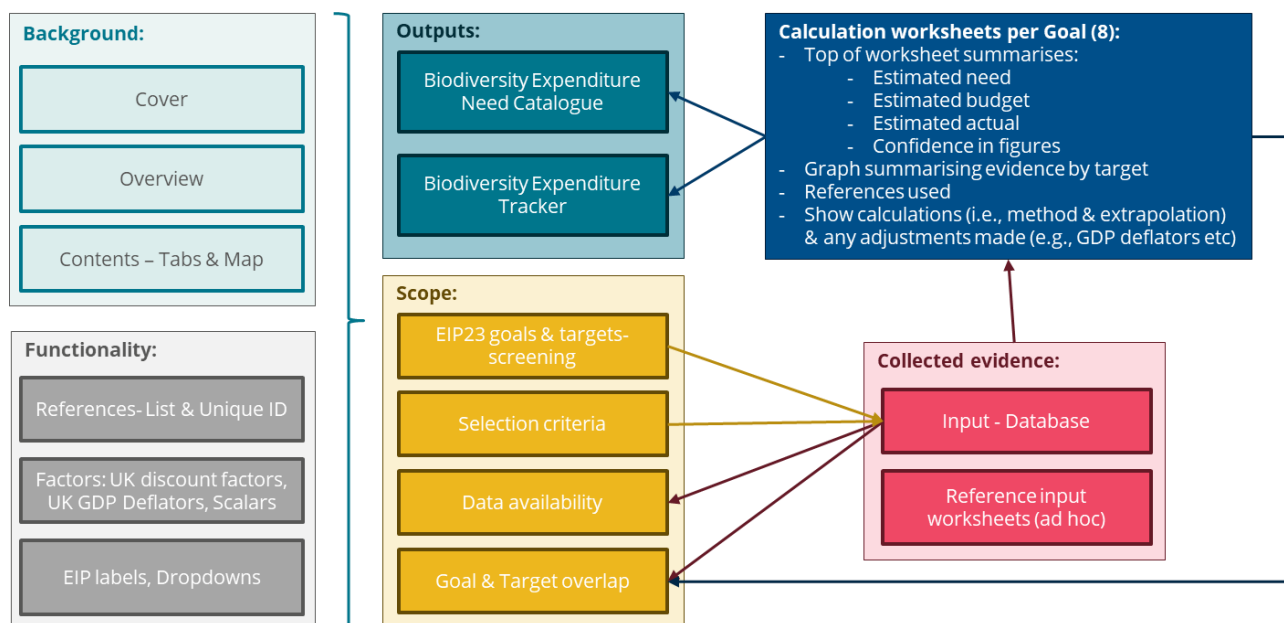 Background:
Cover
Overview
Contents – Tabs & Map
Functionality:
References- List & Unique ID
Factors: UK discount factors,
UK GDP Deflators, Scalars
EIP labels, Dropdowns
Outputs:
Biodiversity Expenditure
Need Catalogue
Biodiversity Expenditure
Tracker
Scope:
EIP23 goals & targets-
screening
Selection criteria
Data availability
Goal & Target overlap
Calculation worksheets per Goal (8):
- Top of worksheet summarises:
- Estimated need
- Estimated budget
- Estimated actual
- Confidence in figures
- Graph summarising evidence by target
- References used
- Show calculations (i.e., method & extrapolation)
& any adjustments made (e.g., GDP deflators etc)
Collected evidence:
Input - Database
Reference input
worksheets (ad hoc)